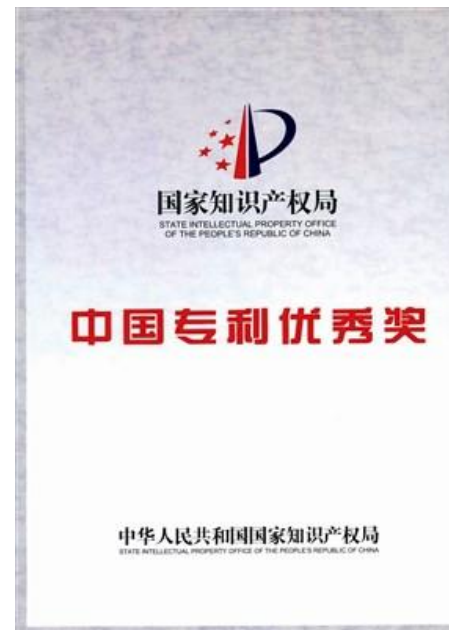 国家知识产权局
STATE INTELLECTUAL PROPERTY OFFICE
OF THE PEOPLE'S REPUBLIC OF CHINA
中国专利优秀奖
中华人民共和国国家知识产权局
STATE INTELLECTUAL PROPERTY OFFICE OF THE PEOPLE'S REPUBLIC OF CHINA